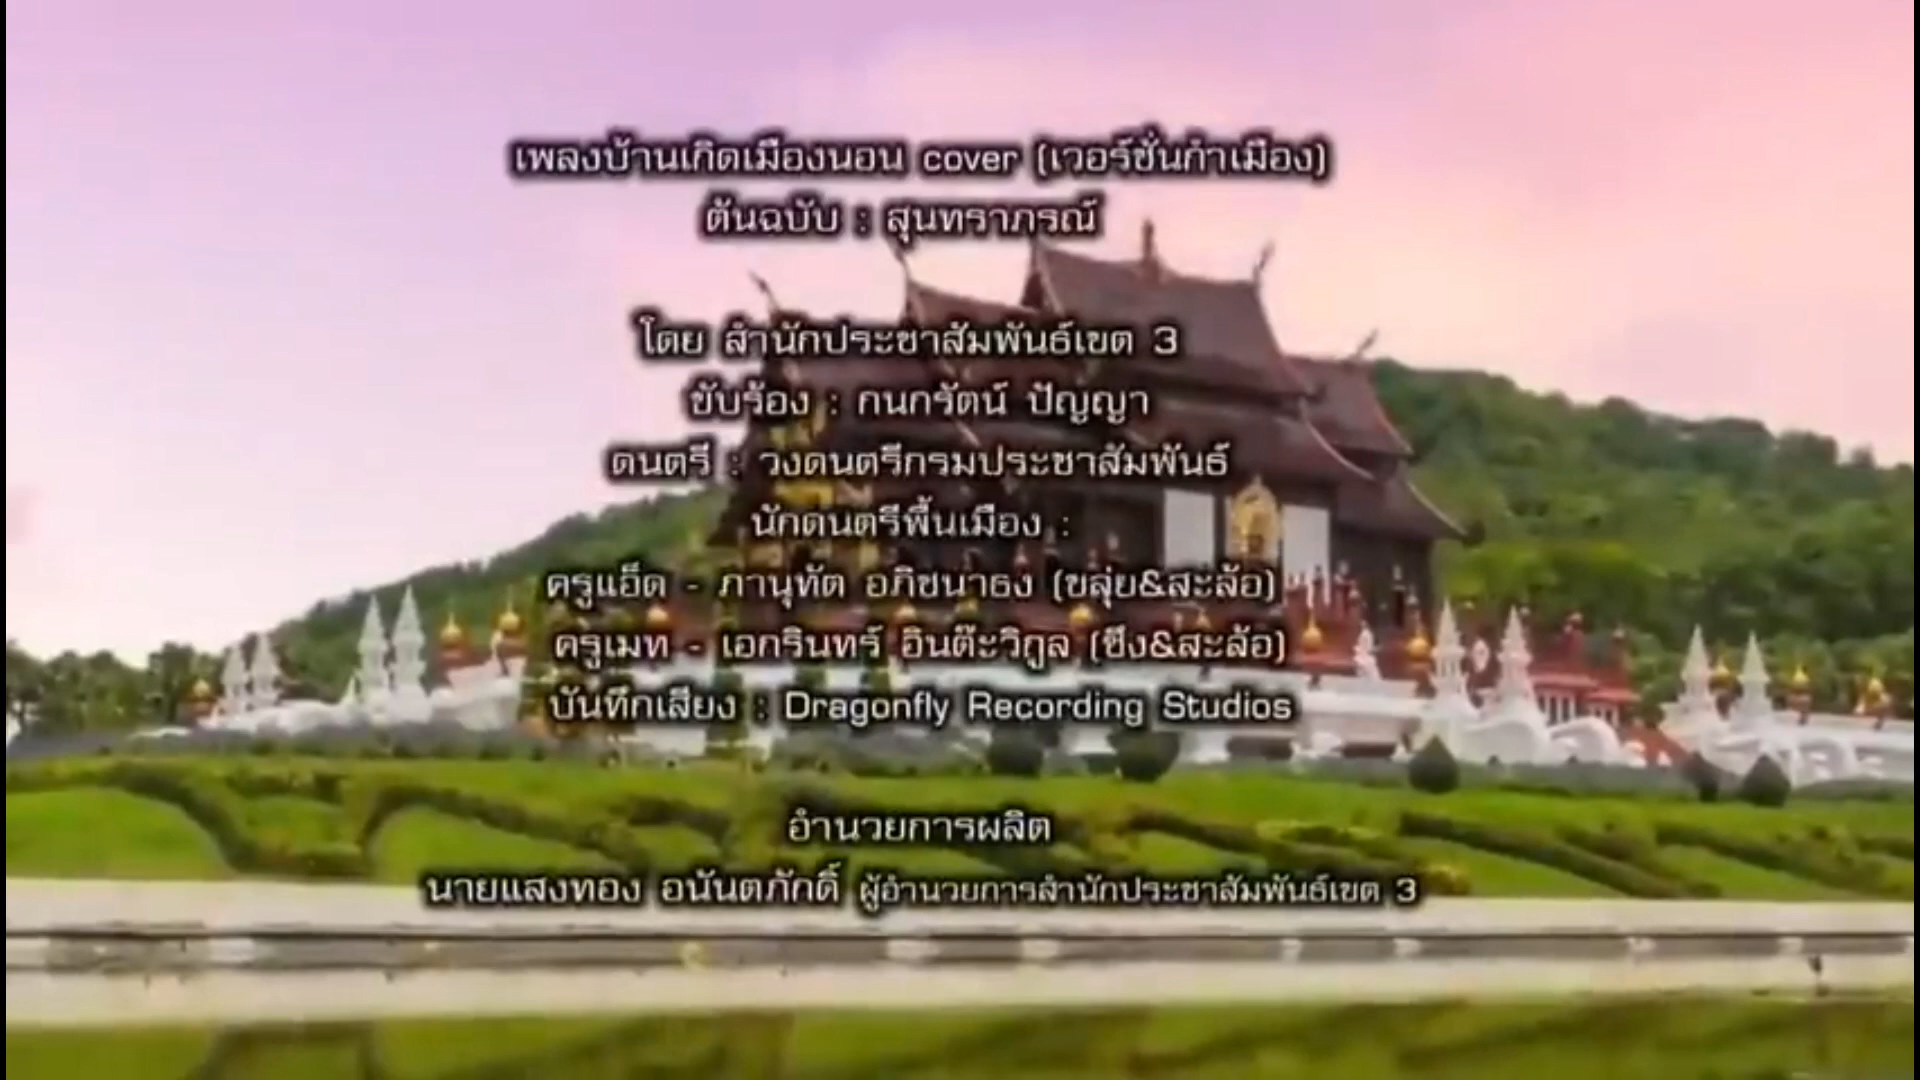 เพลงบ้านเกิดเมืองนอน cover (เวอร์ชั่นกำเมือง)
ต้นฉบับ : สุนทราภรณ์
โดย สำนักประชาสัมพันธ์เขต 3
ขับร้อง : กนกรัตน์ ปัญญา
ดนตรี : วงดนตรีกรมประชาสัมพันธ์
นักดนตรีพื้นเมือง :
ครูแอ็ด - ภานุทัต อภิชนาธง (ขลุ่ย&สะล้อ)
ครูเมท - เอกรินทร์ อินต๊ะวิกูล (ซึง&สะล้อ)
บันทึกเสียง : Dragonfly Recording Studios
อำนวยการผลิต
นายแสงทอง อนันตภักดิ์ ผู้อำนวยการสำนักประชาสัมพันธ์เขต 3